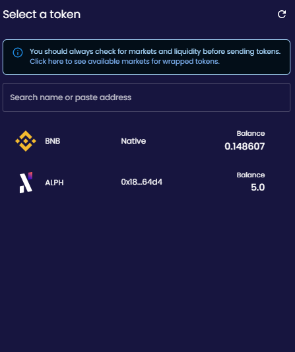 Select a token
You should always check for markets and liquidity before sending tokens.
Click here to see available markets for wrapped tokens.
Search name or paste address
BNB Native Balance 0.148607
ALPH 0x18...64d4 Balance 5.0